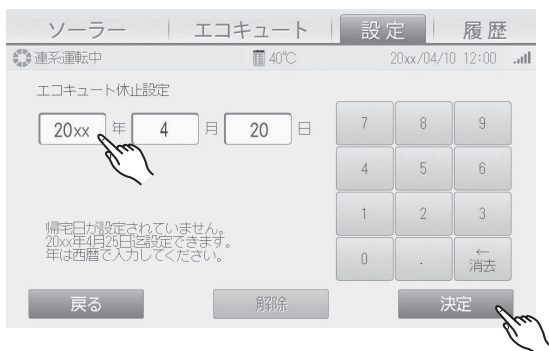 ソーラー エコキュート 設定 履歴
連系運転中 40℃ 20xx/04/10 12:00
エコキュート休止設定
20xx 年 4 月 20 日
7 8 9
4 5 6
1 2 3
0 . ←
消去
帰宅日が設定されていません。
20xx年4月25日迄設定できます。
年は西暦で入力してください。
戻る 解除 決定